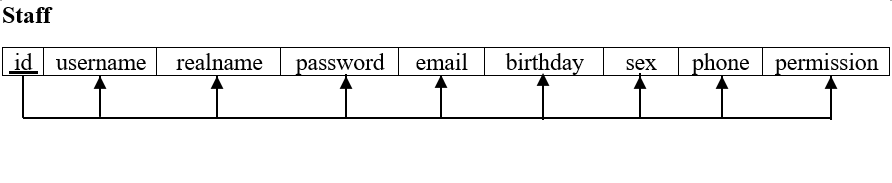 Staff
id username realname password email birthday sex phone permission